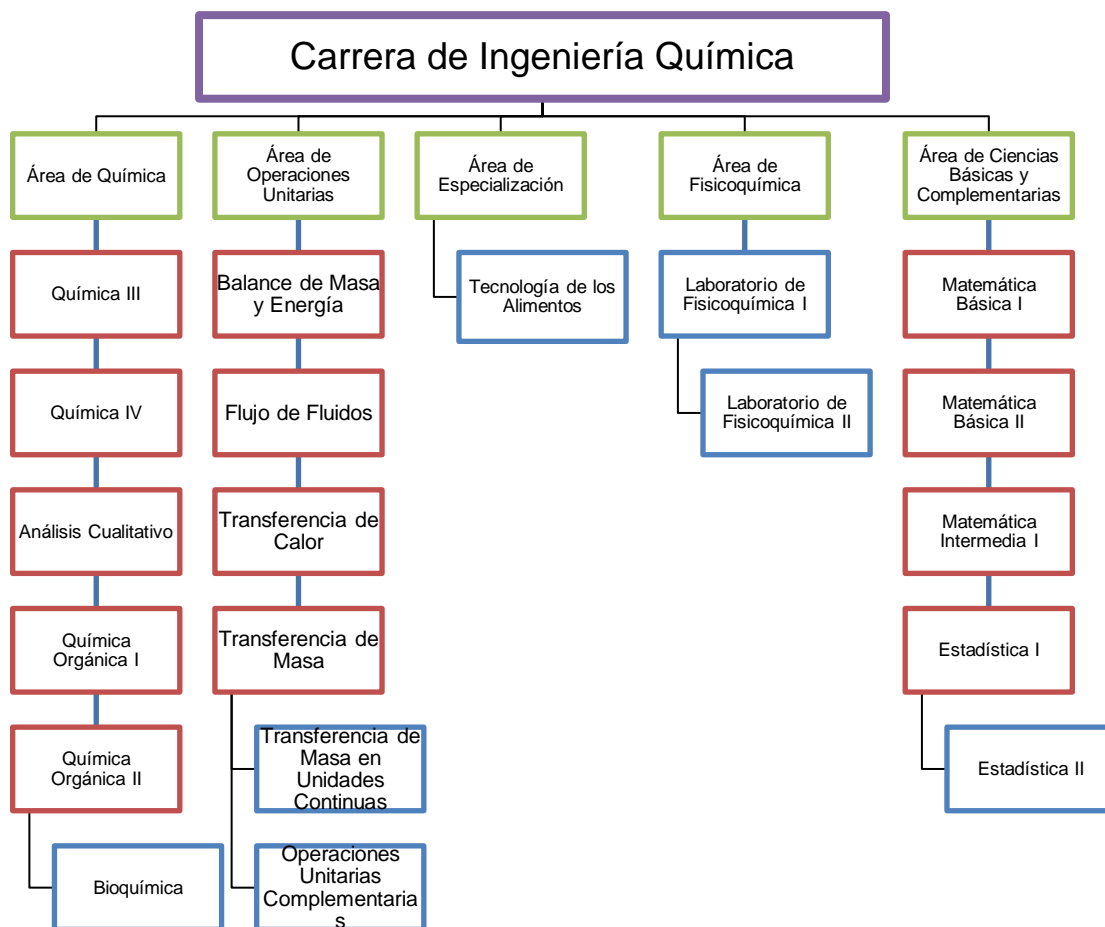 Carrera de Ingeniería Química
Área de Química
Área de
Operaciones
Unitarias
Área de
Especialización
Área de
Fisicoquímica
Área de Ciencias
Básicas y
Complementarias
Química III
Química IV
Análisis Cualitativo
Química
Orgánica I
Química
Orgánica II
Bioquímica
Balance de Masa
y Energía
Flujo de Fluidos
Transferencia de
Calor
Transferencia de
Masa
Transferencia de
Masa en
Unidades
Continuas
Operaciones
Unitarias
Complementaria
s
Tecnología de los
Alimentos
Laboratorio de
Fisicoquímica I
Laboratorio de
Fisicoquímica II
Matemática
Básica I
Matemática
Básica II
Matemática
Intermedia I
Estadística I
Estadística II